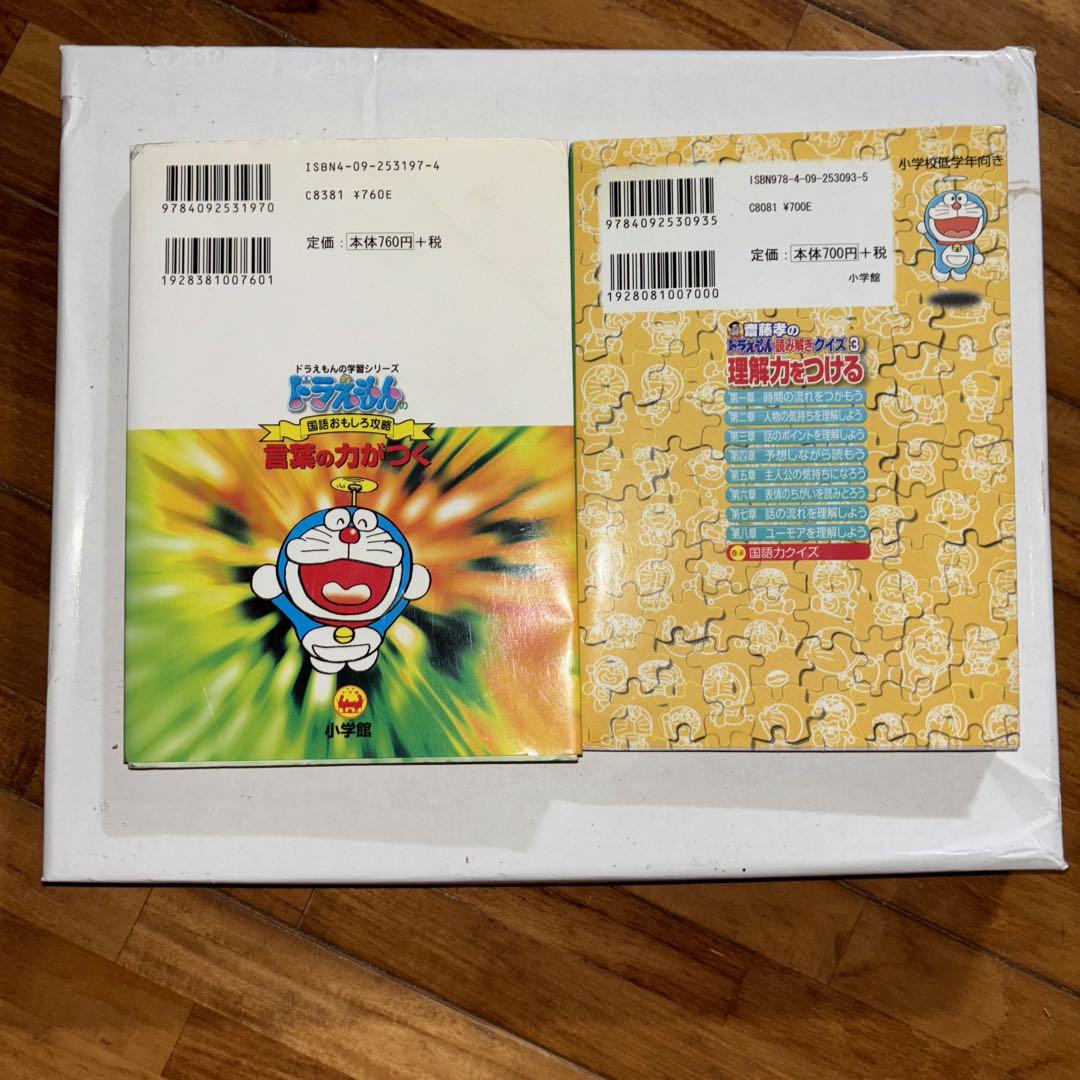 ISBN4-09-253197-4
9784092531970
C8381 ¥760E
定価：本体760円+税
1928381007601
ドラえもんの学習シリーズ
ドラえもんの
国語おもしろ攻略
言葉の力がつく
小学館
小学校低学年向き
ISBN978-4-09-253093-5
9784092530935
C8081 ¥700E
定価：本体700円+税
1928081007000
小学館
齋藤孝の
ドラえもん読み解きクイズ3
理解力をつける
第一章 時間の流れをつかもう
第二章 人物の気持ちを理解しよう
第三章 話のポイントを理解しよう
第四章 予想しながら読もう
第五章 主人公の気持ちになろう
第六章 表情のちがいを読みとろう
第七章 話の流れを理解しよう
第八章 ユーモアを理解しよう
巻末 国語力クイズ